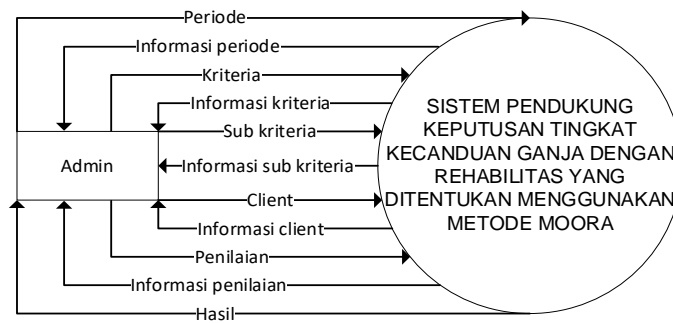 Periode
Informasi periode
Kriteria
Informasi kriteria
Sub kriteria
Admin
Informasi sub kriteria
Client
Informasi client
Penilaian
Informasi penilaian
Hasil
SISTEM PENDUKUNG
KEPUTUSAN TINGKAT
KECANDUAN GANJA DENGAN
REHABILITAS YANG
DITENTUKAN MENGGUNAKAN
METODE MOORA